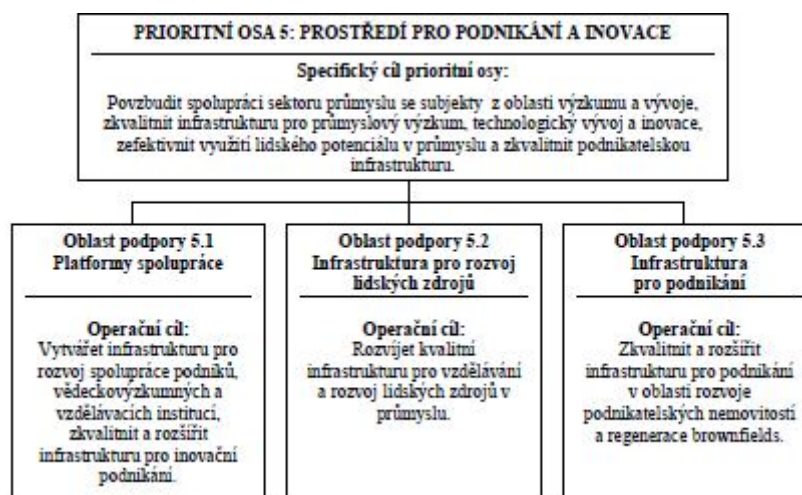 PRIORITNÍ OSA 5: PROSTŘEDÍ PRO PODNIKÁNÍ A INOVACE
Specifický cíl prioritní osy:
Povzbudit spolupráci sektoru průmyslu se subjekty z oblasti výzkumu a vývoje,
zkvalitnit infrastrukturu pro průmyslový výzkum, technologický vývoj a inovace,
zefektivnit využití lidského potenciálu v průmyslu a zkvalitnit podnikatelskou
infrastrukturu.
Oblast podpory 5.1
Platformy spolupráce
Operační cíl:
Vytvářet infrastrukturu pro
rozvoj spolupráce podniků,
vědeckovýzkumných a
vzdělávacích institucí,
zkvalitnit a rozšířit
infrastrukturu pro inovační
podnikání.
Oblast podpory 5.2
Infrastruktura pro rozvoj
lidských zdrojů
Operační cíl:
Rozvíjet kvalitní
infrastrukturu pro vzdělávání
a rozvoj lidských zdrojů v
průmyslu.
Oblast podpory 5.3
Infrastruktura
pro podnikání
Operační cíl:
Zkvalitnit a rozšířit
infrastrukturu pro podnikání
v oblasti rozvoje
podnikatelských nemovitostí
a regenerace brownfields.